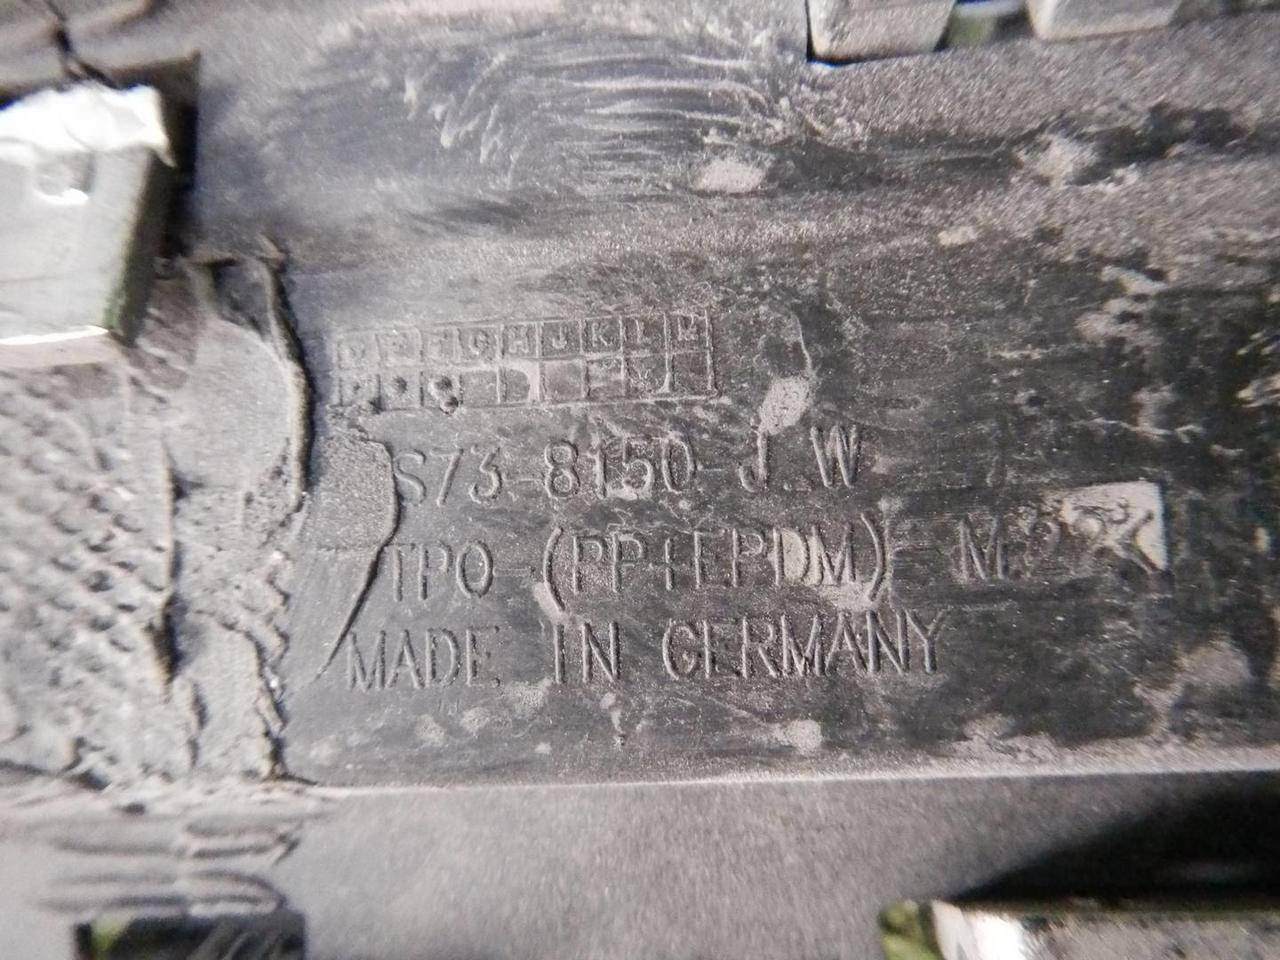 G H J K L M
S73-8150 J W
TPO (PP+EPDM)
MADE IN GERMANY